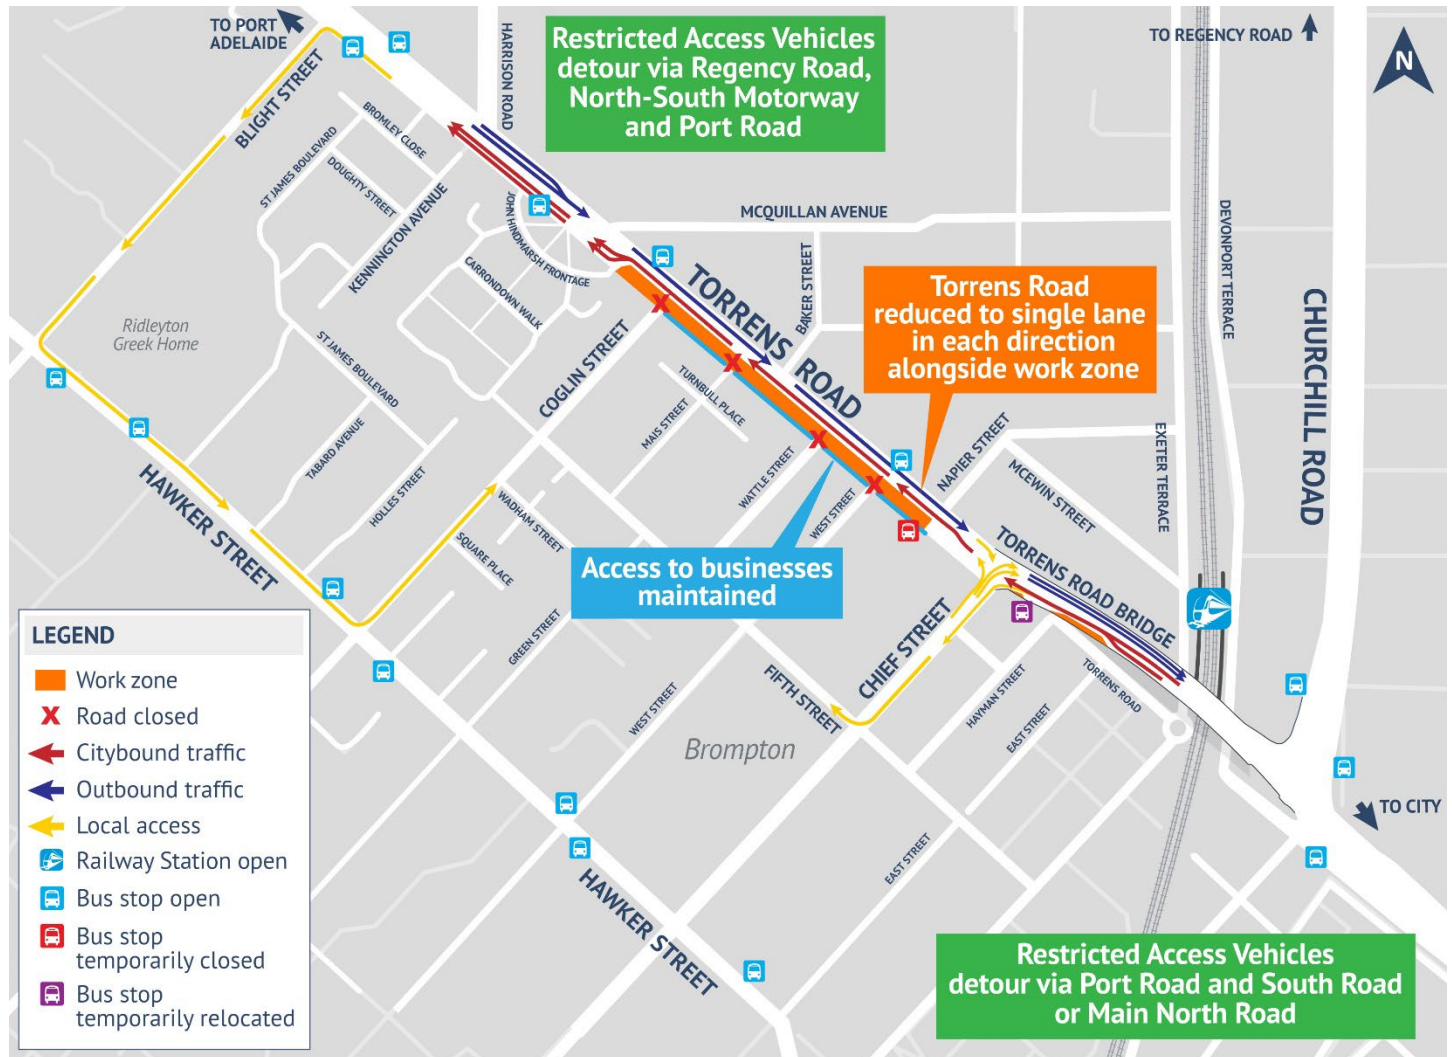 TO PORT
ADELAIDE
HARRISON ROAD
Restricted Access Vehicles
detour via Regency Road,
North-South Motorway
and Port Road
TO REGENCY ROAD
N
BLIGHT STREET
BROMLEY CLOSE
ST JAMES BOULEVARD
DOUGHTY STREET
KENNINGTON AVENUE
JOHN HINDMARSH FRONTAGE
CARRONDOWN WALK
MCQUILLAN AVENUE
BAKER STREET
DEVONPORT TERRACE
TORRENS ROAD
Torrens Road
reduced to single lane
in each direction
alongside work zone
CHURCHILL ROAD
Ridleyton
Greek Home
ST JAMES BOULEVARD
COGLIN STREET
TURNBULL PLACE
MAIS STREET
WATTLE STREET
WEST STREET
NAPIER STREET
MCEWIN STREET
EXETER TERRACE
TABARD AVENUE
HOLLES STREET
HAWKER STREET
WADHAM STREET
SQUARE PLACE
GREEN STREET
Access to businesses
maintained
TORRENS ROAD BRIDGE
CHIEF STREET
FIFTH STREET
WEST STREET
HAYMAN STREET
EAST STREET
TORRENS ROAD
Brompton
TO CITY
EAST STREET
HAWKER STREET
LEGEND
Work zone
X Road closed
Citybound traffic
Outbound traffic
Local access
Railway Station open
Bus stop open
Bus stop
temporarily closed
Bus stop
temporarily relocated
Restricted Access Vehicles
detour via Port Road and South Road
or Main North Road